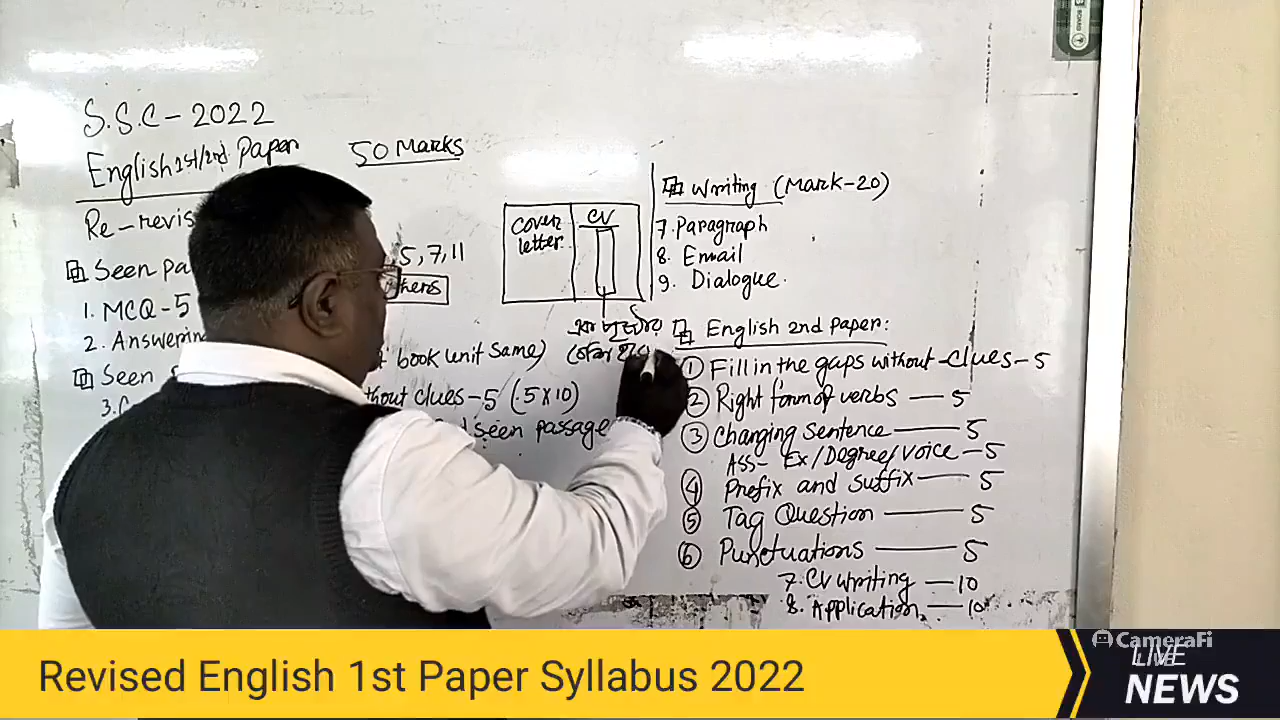 S.S.C - 2022
English 1st/2nd Paper
50 Marks
Re-revis
Seen pa
5, 7, 11
1. MCQ - 5
thers
2. Answering
book unit same)
Seen
3.
thout clues - 5 (.5x10)
seen passage
cover letter
CV
Writing (Mark-20)
7. Paragraph
8. Email
9. Dialogue.
English 2nd Paper:
1 Fill in the gaps without clues - 5
2 Right form of verbs — 5
3 Changing sentence — 5
Ass - Ex/Degree/voice - 5
4 Prefix and suffix — 5
5 Tag Question — 5
6 Punctuations — 5
7. CV writing — 10
8. Application — 10
Revised English 1st Paper Syllabus 2022
CameraFi
LIVE
LIVE
NEWS